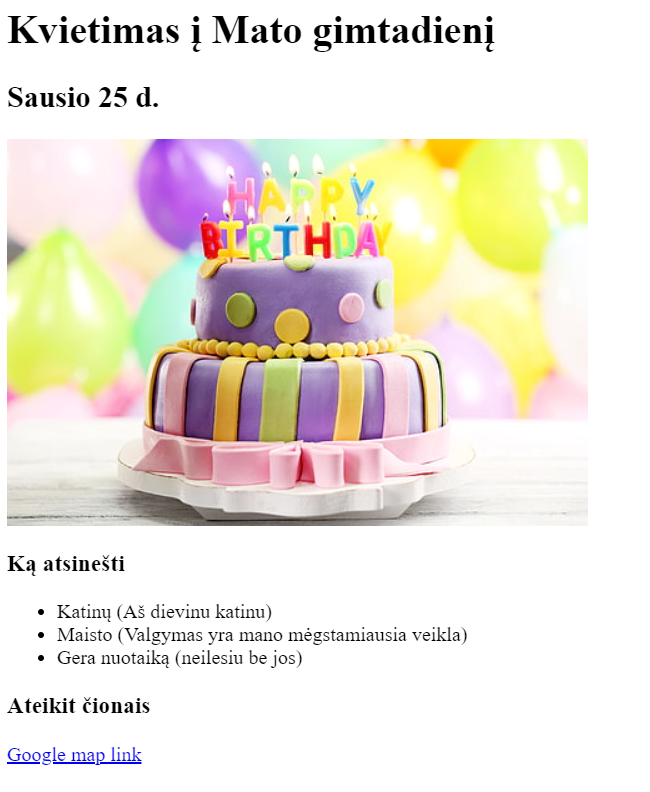 Kvietimas į Mato gimtadienį
Sausio 25 d.
HAPPY
BIRTHDAY
Ką atsinešti
Katinų (Aš dievinu katinu)
Maisto (Valgymas yra mano mėgstamiausia veikla)
Gera nuotaiką (neilesiu be jos)
Ateikit čionais
Google map link